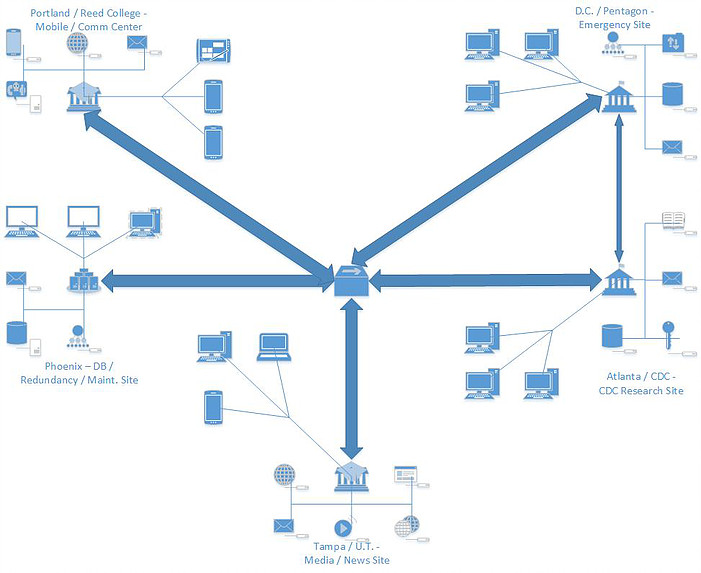 Portland / Reed College -
Mobile / Comm Center
D.C. / Pentagon -
Emergency Site
Phoenix – DB /
Redundancy / Maint. Site
Atlanta / CDC -
CDC Research Site
Tampa / U.T. -
Media / News Site